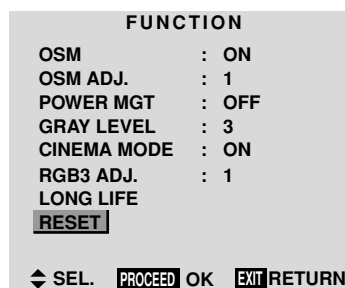 FUNCTION
OSM : ON
OSM ADJ. : 1
POWER MGT : OFF
GRAY LEVEL : 3
CINEMA MODE : ON
RGB3 ADJ. : 1
LONG LIFE
RESET
SEL. PROCEED OK EXIT RETURN